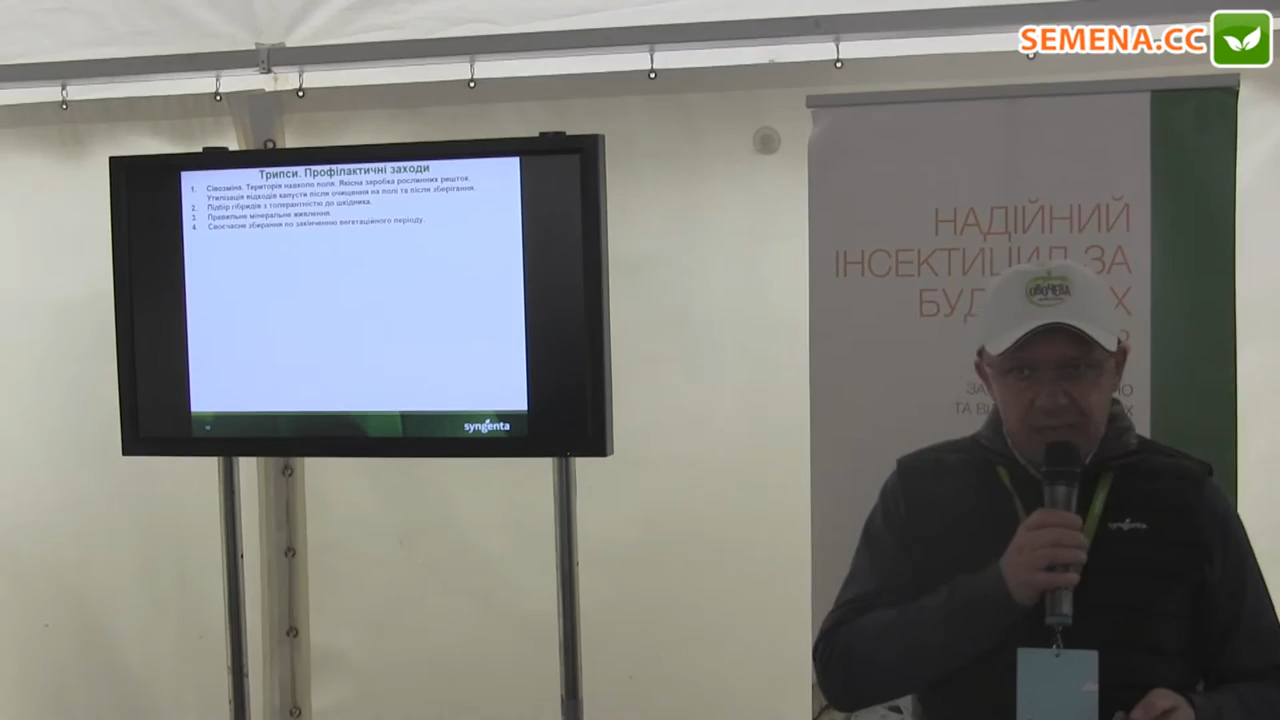 SEMENA.CC
Трипси. Профілактичні заходи
1. Сівозміна. Територія навколо поля. Якісна заробка рослинних решток.
Утилізація відходів капусти після очищення на полі та після зберігання.
2. Підбір гібридів з толерантністю до шкідника.
3. Правильне мінеральне живлення.
4. Своєчасне збирання по закінченню вегетаційного періоду.
syngenta
НАДІЙНИЙ
ІНСЕКТИЦИД ЗА
ОВОЧЕВА
ТА
syngenta